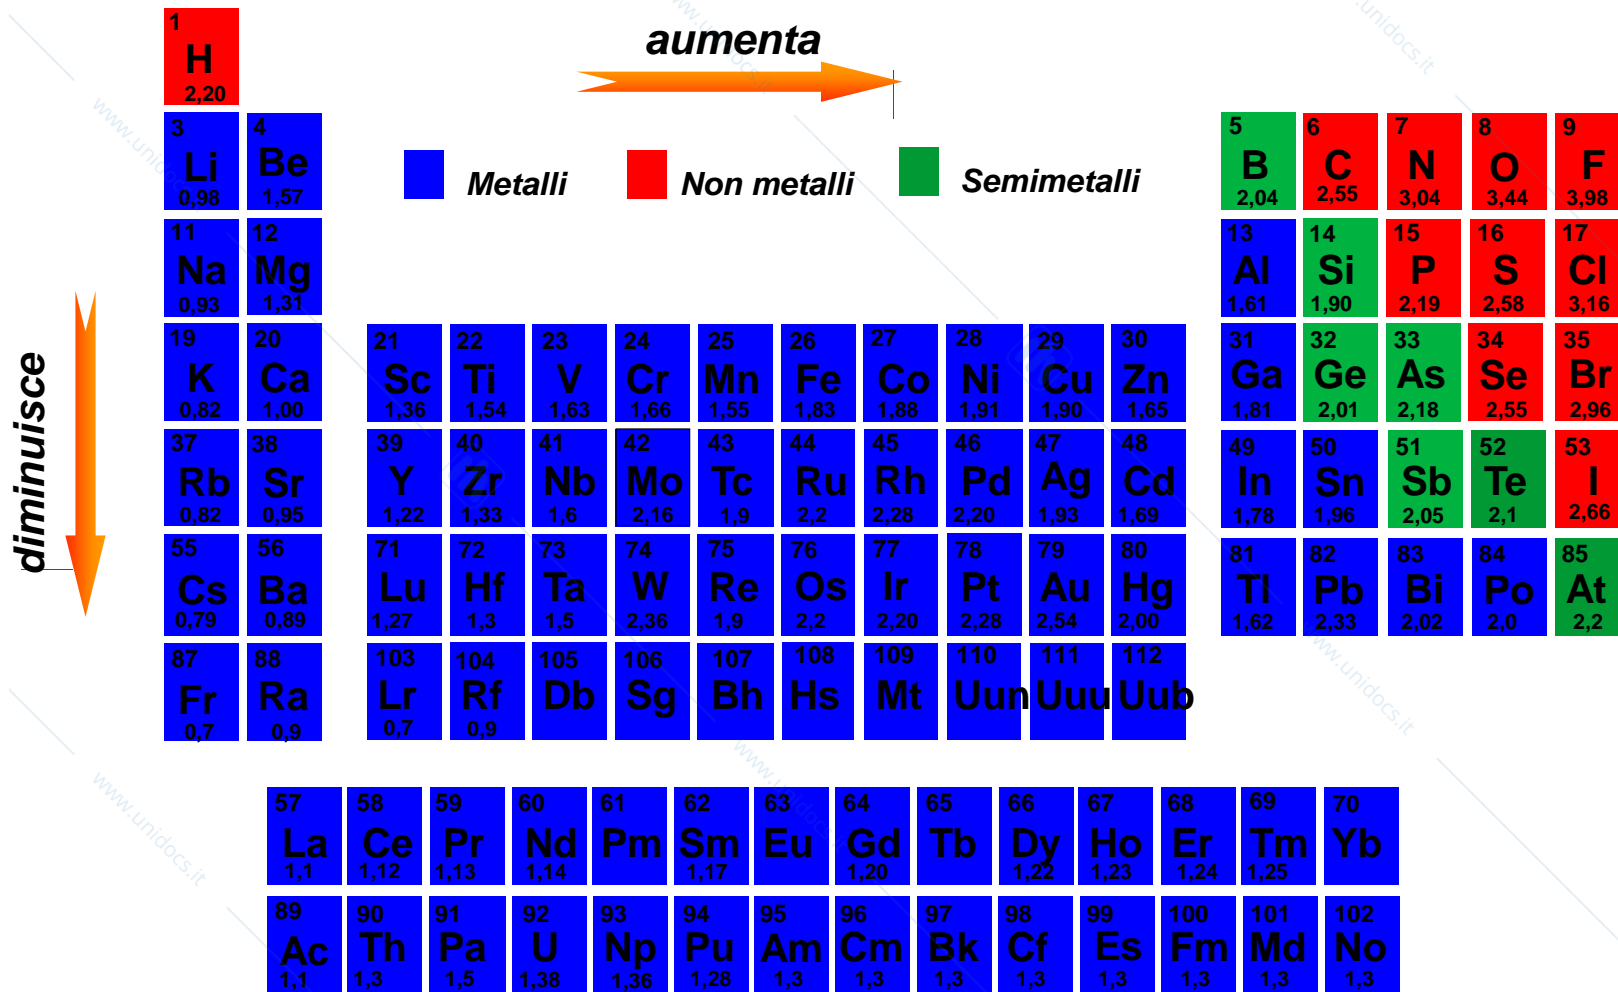 1
H
2,20
aumenta
3 4 5 6 7 8 9
Li Be B C N O F
0,98 1,57 2,04 2,55 3,04 3,44 3,98
Metalli Non metalli Semimetalli
11 12 13 14 15 16 17
Na Mg Al Si P S Cl
0,93 1,31 1,61 1,90 2,19 2,58 3,16
diminuisce
19 20 21 22 23 24 25 26 27 28 29 30 31 32 33 34 35
K Ca Sc Ti V Cr Mn Fe Co Ni Cu Zn Ga Ge As Se Br
0,82 1,00 1,36 1,54 1,63 1,66 1,55 1,83 1,88 1,91 1,90 1,65 1,81 2,01 2,18 2,55 2,96
37 38 39 40 41 42 43 44 45 46 47 48 49 50 51 52 53
Rb Sr Y Zr Nb Mo Tc Ru Rh Pd Ag Cd In Sn Sb Te I
0,82 0,95 1,22 1,33 1,6 2,16 1,9 2,2 2,28 2,20 1,93 1,69 1,78 1,96 2,05 2,1 2,66
55 56 71 72 73 74 75 76 77 78 79 80 81 82 83 84 85
Cs Ba Lu Hf Ta W Re Os Ir Pt Au Hg Tl Pb Bi Po At
0,79 0,89 1,27 1,3 1,5 2,36 1,9 2,2 2,20 2,28 2,54 2,00 1,62 2,33 2,02 2,0 2,2
87 88 103 104 105 106 107 108 109 110 111 112
Fr Ra Lr Rf Db Sg Bh Hs Mt Uun Uuu Uub
0,7 0,9 0,7 0,9
57 58 59 60 61 62 63 64 65 66 67 68 69 70
La Ce Pr Nd Pm Sm Eu Gd Tb Dy Ho Er Tm Yb
1,1 1,12 1,13 1,14 1,17 1,20 1,22 1,23 1,24 1,25
89 90 91 92 93 94 95 96 97 98 99 100 101 102
Ac Th Pa U Np Pu Am Cm Bk Cf Es Fm Md No
1,1 1,3 1,5 1,38 1,36 1,28 1,3 1,3 1,3 1,3 1,3 1,3 1,3 1,3
www.unidocs.it
www.unidocs.it
www.unidocs.it
www.unidocs.it
www.unidocs.it
www.unidocs.it